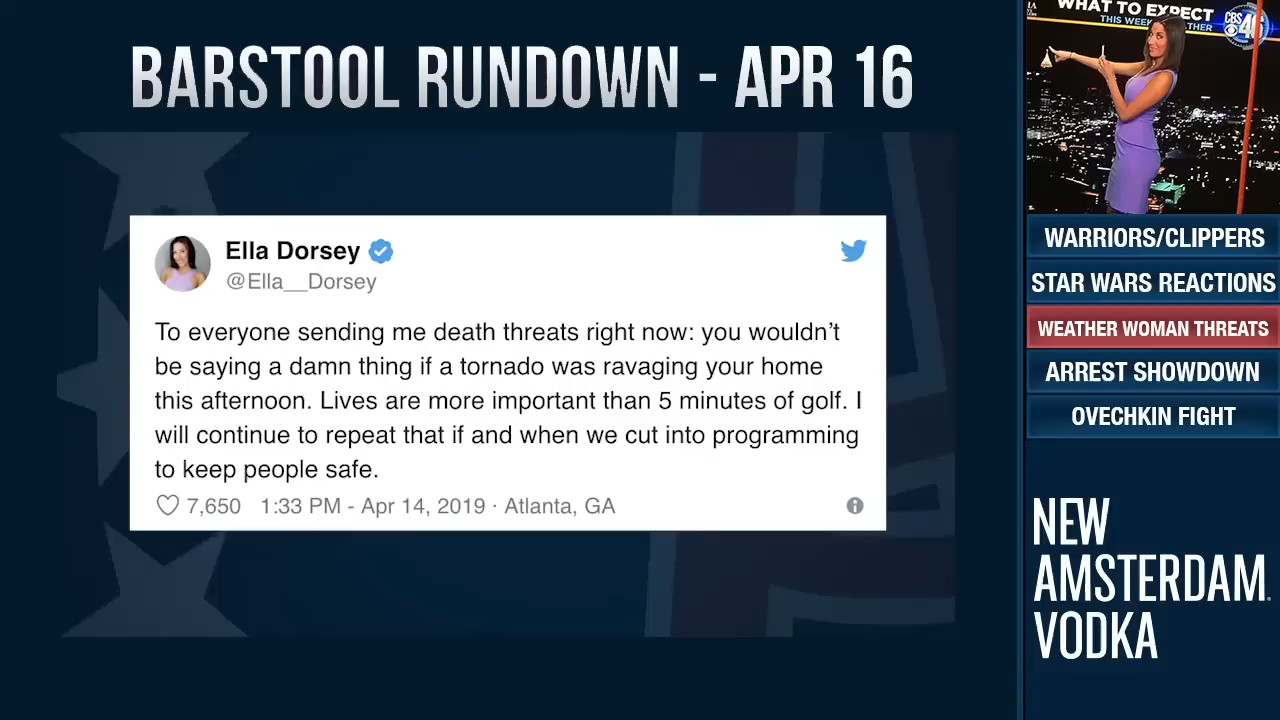 BARSTOOL RUNDOWN - APR 16
Ella Dorsey
@Ella__Dorsey
To everyone sending me death threats right now: you wouldn’t
be saying a damn thing if a tornado was ravaging your home
this afternoon. Lives are more important than 5 minutes of golf. I
will continue to repeat that if and when we cut into programming
to keep people safe.
7,650 1:33 PM - Apr 14, 2019 · Atlanta, GA
WHAT TO EXPECT
THIS WEEK
THER
CBS
46
WARRIORS/CLIPPERS
STAR WARS REACTIONS
WEATHER WOMAN THREATS
ARREST SHOWDOWN
OVECHKIN FIGHT
NEW
AMSTERDAM
VODKA